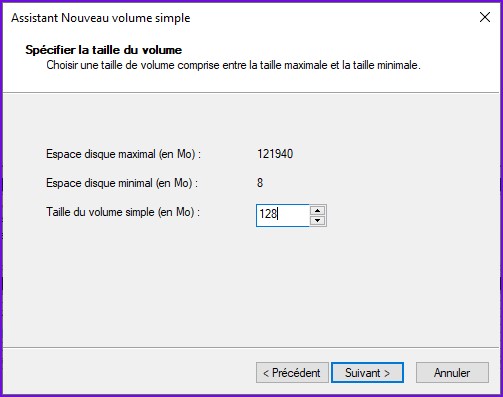 Assistant Nouveau volume simple
Spécifier la taille du volume
Choisir une taille de volume comprise entre la taille maximale et la taille minimale.
Espace disque maximal (en Mo) : 121940
Espace disque minimal (en Mo) : 8
Taille du volume simple (en Mo) : 128
< Précédent Suivant > Annuler